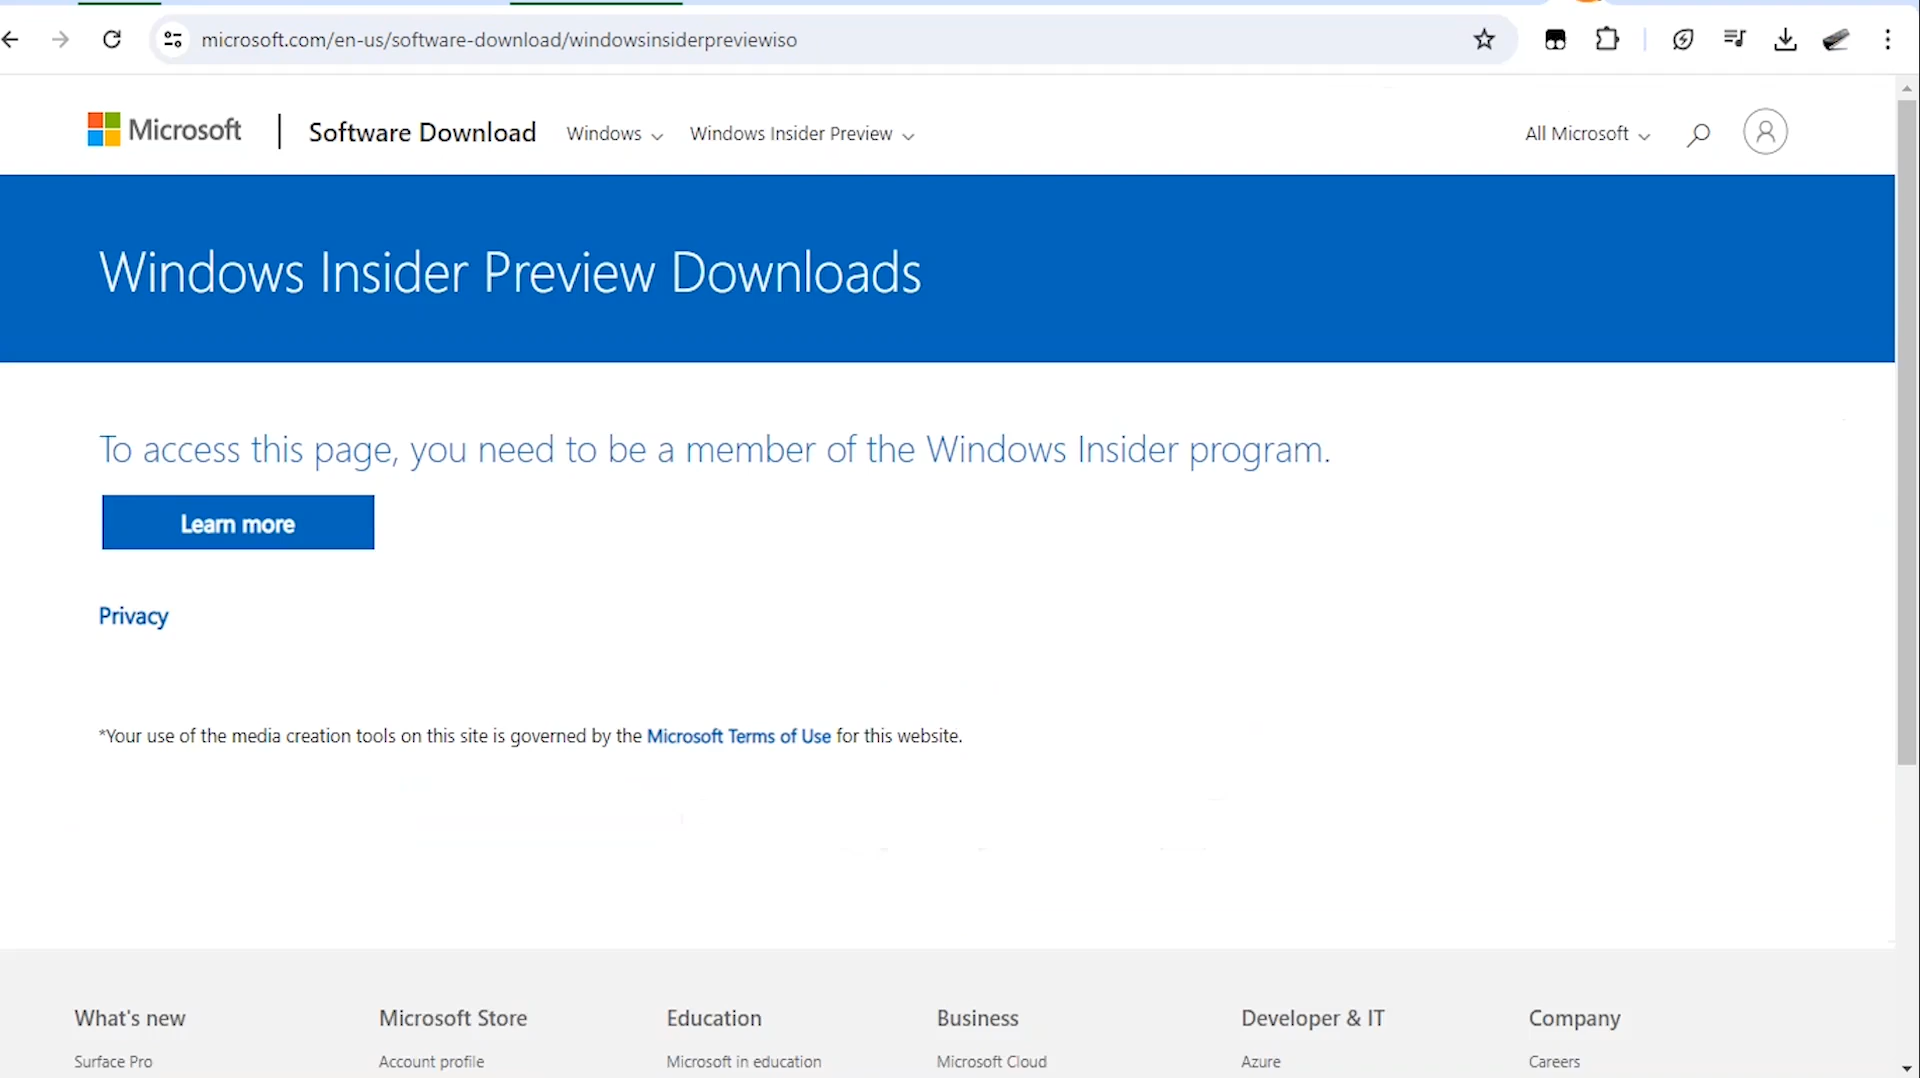 microsoft.com/en-us/software-download/windowsinsiderpreviewiso
Microsoft
Software Download
Windows
Windows Insider Preview
All Microsoft
Windows Insider Preview Downloads
To access this page, you need to be a member of the Windows Insider program.
Learn more
Privacy
*Your use of the media creation tools on this site is governed by the Microsoft Terms of Use for this website.
What's new
Microsoft Store
Education
Business
Developer & IT
Company
Surface Pro
Account profile
Microsoft in education
Microsoft Cloud
Azure
Careers